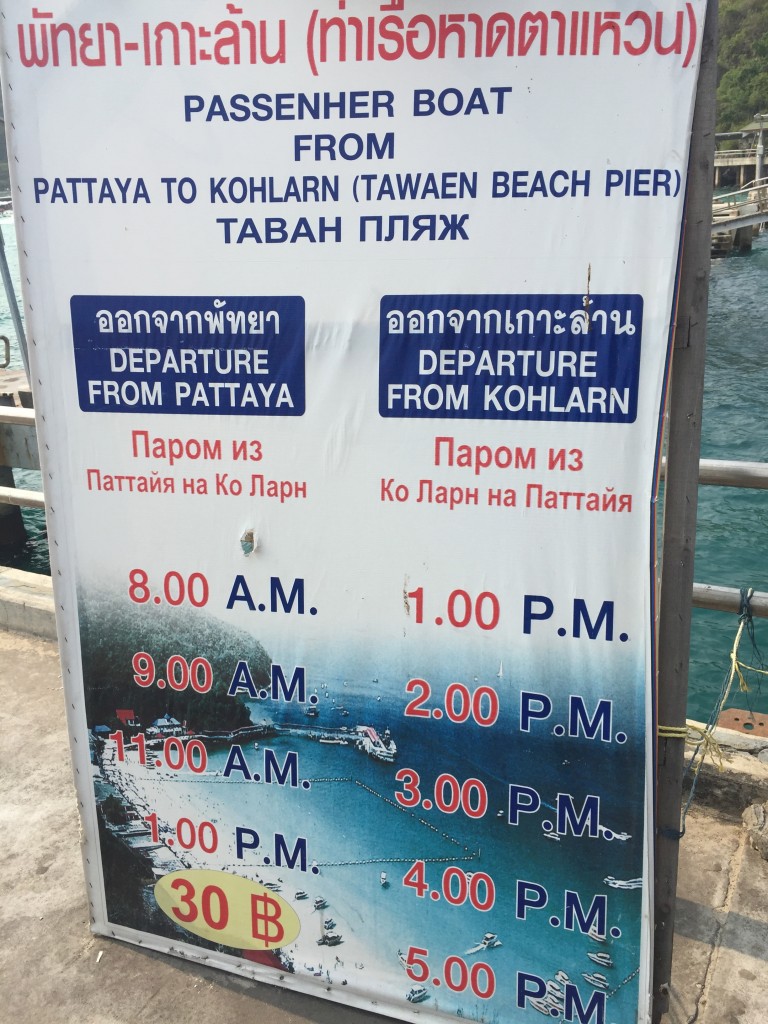 พัทยา-เกาะล้าน (ท่าเรือหาดตาแหวน)
PASSENHER BOAT
FROM
PATTAYA TO KOHLARN (TAWAEN BEACH PIER)
ТАВАН ПЛЯЖ
ออกจากพัทยา
DEPARTURE
FROM PATTAYA
Паром из
Паттайя на Ко Ларн
8.00 A.M.
9.00 A.M.
11.00 A.M.
1.00 P.M.
30 ฿
ออกจากเกาะล้าน
DEPARTURE
FROM KOHLARN
Паром из
Ко Ларн на Паттайя
1.00 P.M.
2.00 P.M.
3.00 P.M.
4.00 P.M.
5.00 P.M.